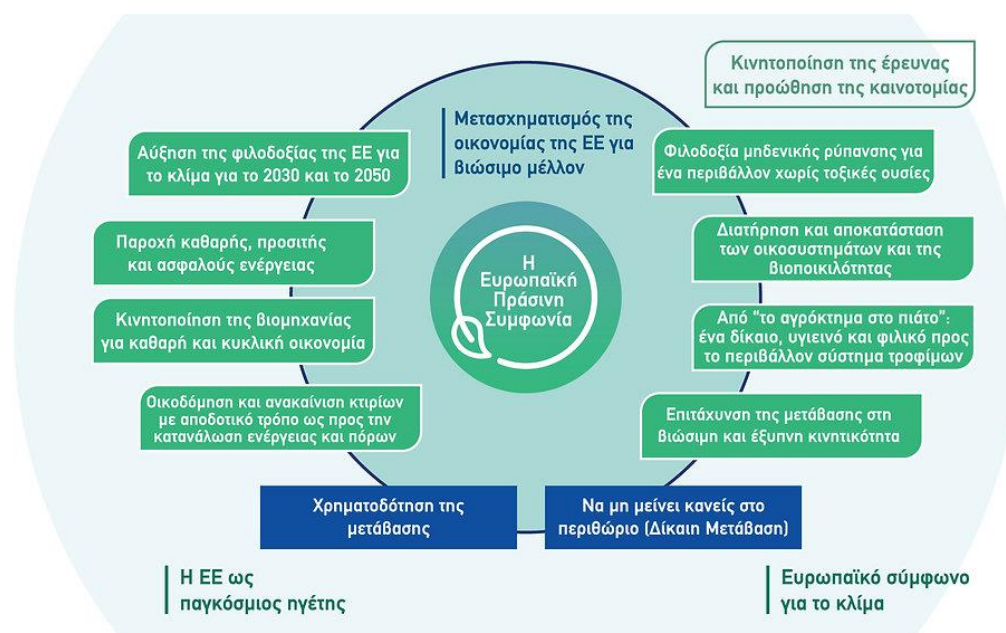 Κινητοποίηση της έρευνας
και προώθηση της καινοτομίας
Μετασχηματισμός της
οικονομίας της ΕΕ για
βιώσιμο μέλλον
Αύξηση της φιλοδοξίας της ΕΕ για
το κλίμα για το 2030 και το 2050
Φιλοδοξία μηδενικής ρύπανσης για
ένα περιβάλλον χωρίς τοξικές ουσίες
Παροχή καθαρής, προσιτής
και ασφαλούς ενέργειας
Διατήρηση και αποκατάσταση
των οικοσυστημάτων και της
βιοποικιλότητας
Η
Ευρωπαϊκή
Πράσινη
Συμφωνία
Κινητοποίηση της βιομηχανίας
για καθαρή και κυκλική οικονομία
Από "το αγρόκτημα στο πιάτο":
ένα δίκαιο, υγιεινό και φιλικό προς
το περιβάλλον σύστημα τροφίμων
Οικοδόμηση και ανακαίνιση κτιρίων
με αποδοτικό τρόπο ως προς την
κατανάλωση ενέργειας και πόρων
Επιτάχυνση της μετάβασης στη
βιώσιμη και έξυπνη κινητικότητα
Χρηματοδότηση της
μετάβασης
Να μη μείνει κανείς στο
περιθώριο (Δίκαιη Μετάβαση)
Η ΕΕ ως
παγκόσμιος ηγέτης
Ευρωπαϊκό σύμφωνο
για το κλίμα